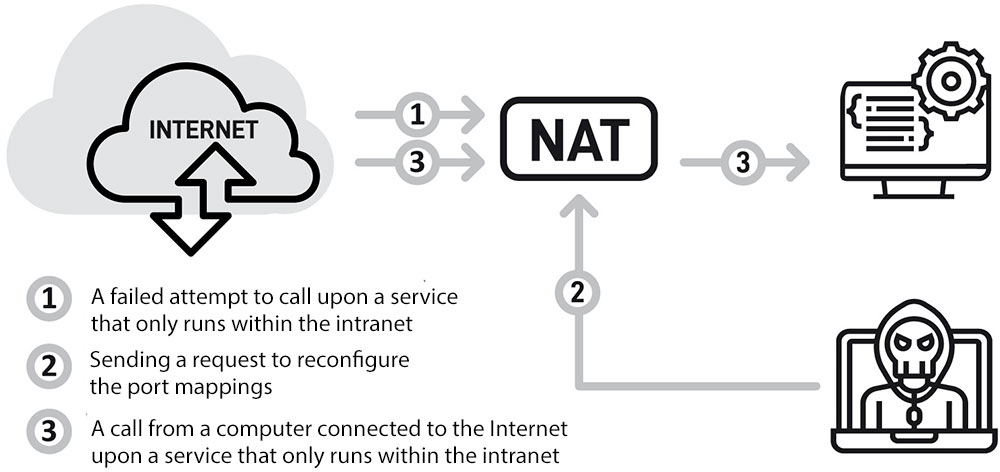 INTERNET
1
3
NAT
3
2
1 A failed attempt to call upon a service
that only runs within the intranet
2 Sending a request to reconfigure
the port mappings
3 A call from a computer connected to the Internet
upon a service that only runs within the intranet